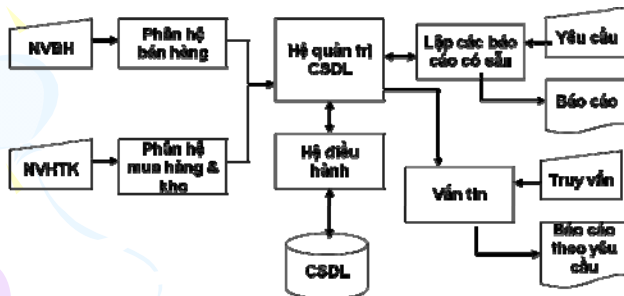 NVBH
Phân hệ
bán hàng
Hệ quản trị
CSDL
Lập các báo
cáo có sẵn
Yêu cầu
Báo cáo
NVHTK
Phân hệ
mua hàng &
kho
Hệ điều
hành
CSDL
Vấn tin
Truy vấn
Báo cáo
theo yêu
cầu